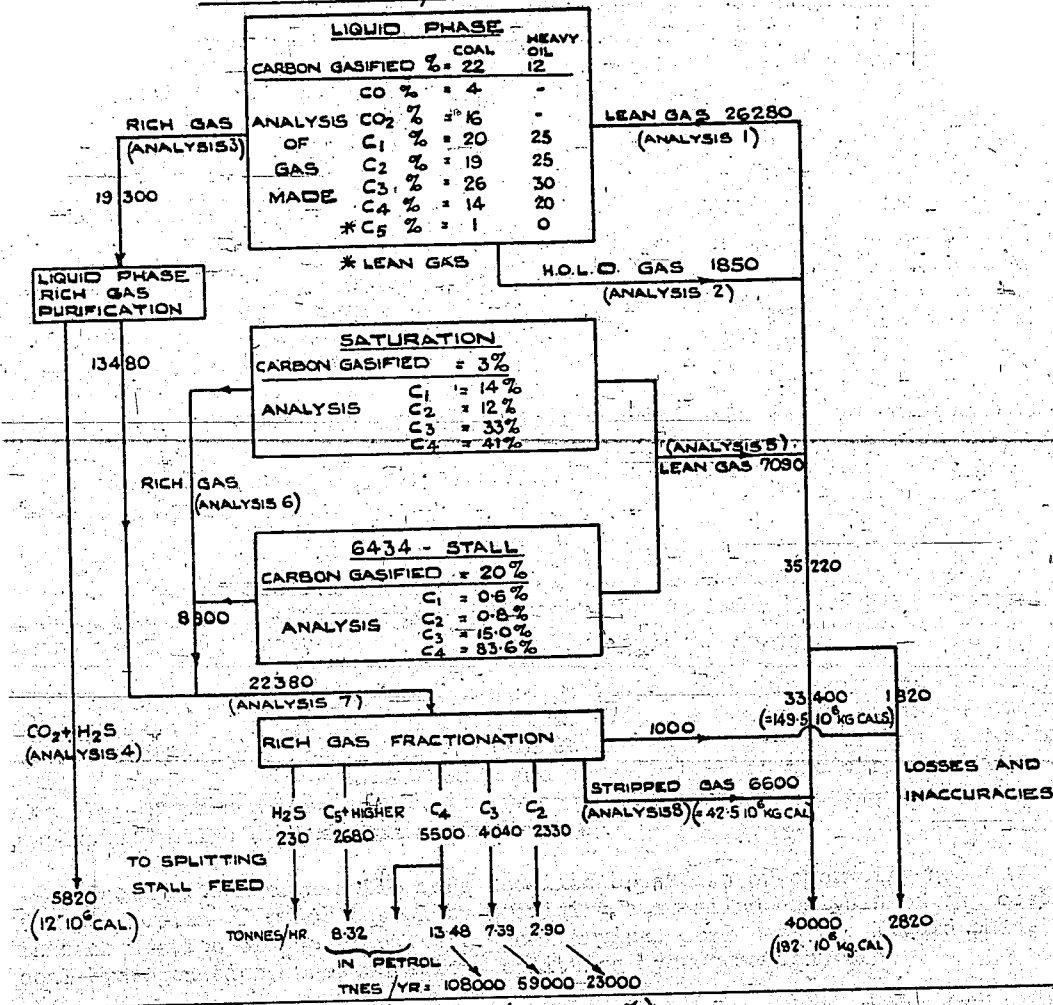 LIQUID PHASE
COAL HEAVY OIL
CARBON GASIFIED % = 22 12
ANALYSIS OF GAS MADE
CO % = 4 -
CO₂ % = 16 -
C₁ % = 20 25
C₂ % = 19 25
C₃ % = 26 30
C₄ % = 14 20
* C₅ % = 1 0
* LEAN GAS
RICH GAS
(ANALYSIS 3)
19 300
LEAN GAS 26280
(ANALYSIS 1)
H.O.L.D. GAS 1850
(ANALYSIS 2)
LIQUID PHASE
RICH GAS
PURIFICATION
13480
SATURATION
CARBON GASIFIED = 3%
ANALYSIS
C₁ = 14%
C₂ = 12%
C₃ = 33%
C₄ = 41%
(ANALYSIS 5)
LEAN GAS 7090
RICH GAS
(ANALYSIS 6)
6434 - STALL
CARBON GASIFIED = 20%
ANALYSIS
C₁ = 0.6%
C₂ = 0.8%
C₃ = 15.0%
C₄ = 83.6%
35 220
22380
(ANALYSIS 7)
33.400 1820
(=149.5 10⁶ KG CALS)
CO₂ + H₂S
(ANALYSIS 4)
RICH GAS FRACTIONATION
1000
LOSSES AND
INACCURACIES
STRIPPED GAS 6600
(ANALYSIS 8) (=42.5 10⁶ KG CAL)
H₂S C₅+HIGHER C₄ C₃ C₂
230 2680 5500 4040 2330
TO SPLITTING
STALL FEED
5820
(12 10⁶ CAL.)
TONNES/HR. 8.32 13.48 7.39 2.90
IN PETROL
TNES / YR = 108000 59000 23000
40000
(192. 10⁶ Kg CAL)
2820